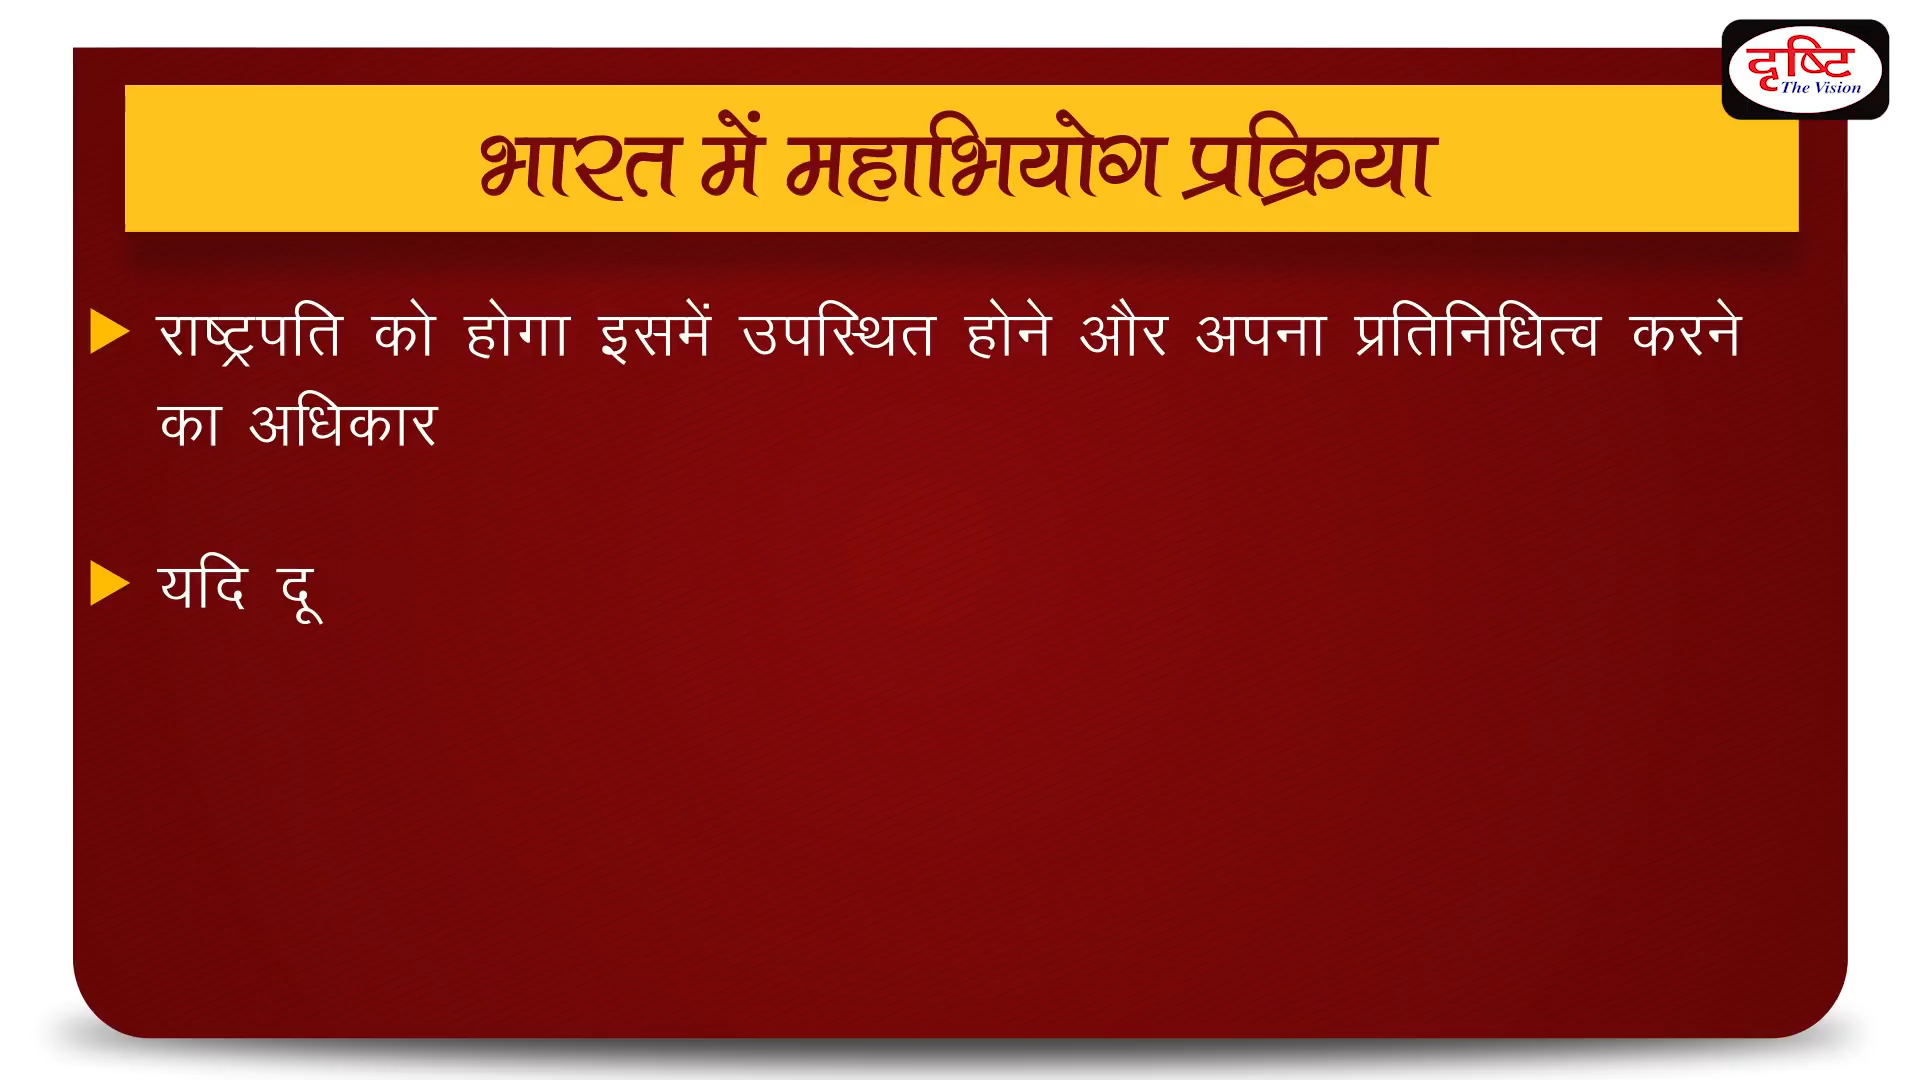 दृष्टि
The Vision
भारत में महाभियोग प्रक्रिया
राष्ट्रपति को होगा इसमें उपस्थित होने और अपना प्रतिनिधित्व करने
का अधिकार
यदि दू